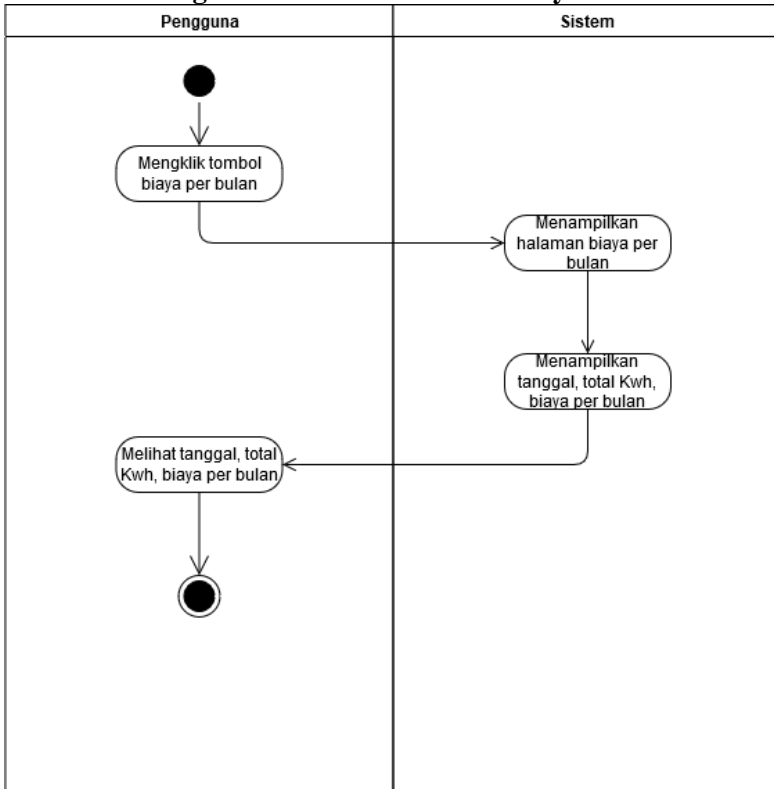 Pengguna
Sistem
Mengklik tombol
biaya per bulan
Menampilkan
halaman biaya per
bulan
Menampilkan
tanggal, total Kwh,
biaya per bulan
Melihat tanggal, total
Kwh, biaya per bulan